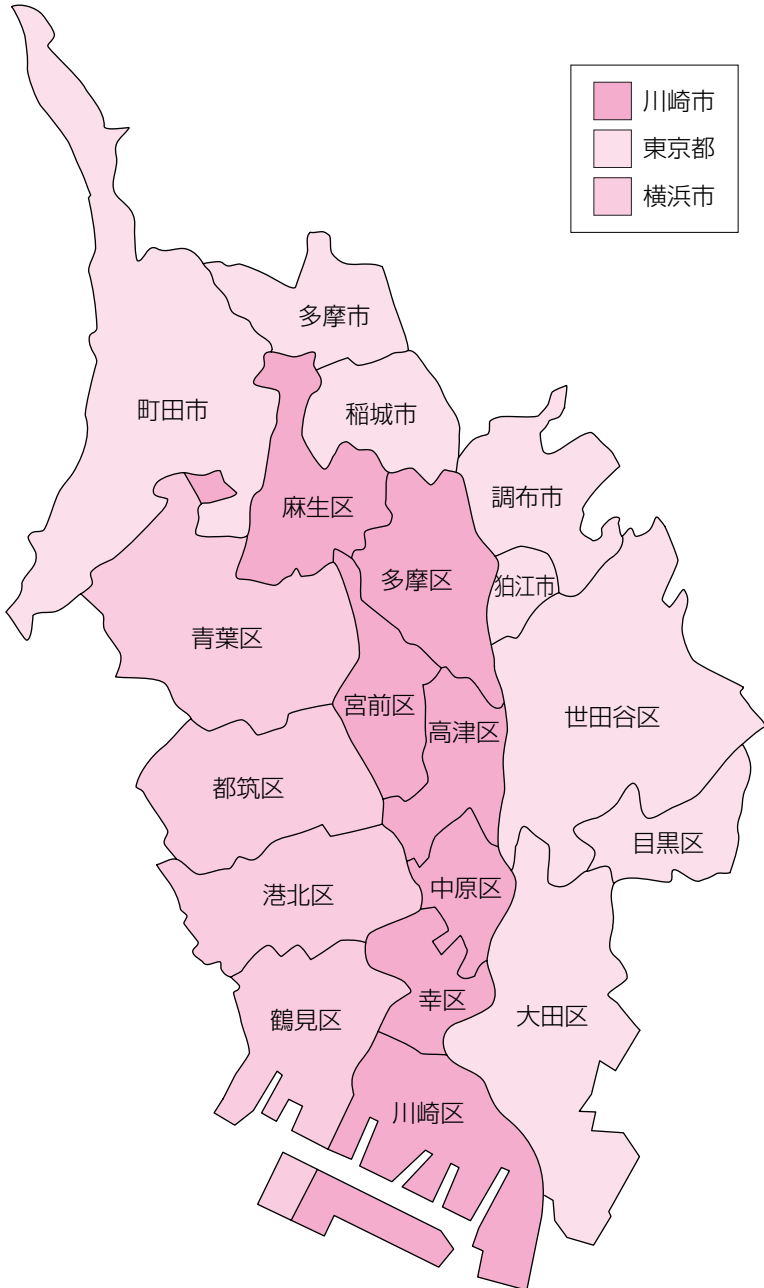 川崎市
東京都
横浜市
多摩市
町田市
稲城市
調布市
麻生区
多摩区
狛江市
青葉区
宮前区
世田谷区
高津区
都筑区
目黒区
中原区
港北区
幸区
大田区
鶴見区
川崎区